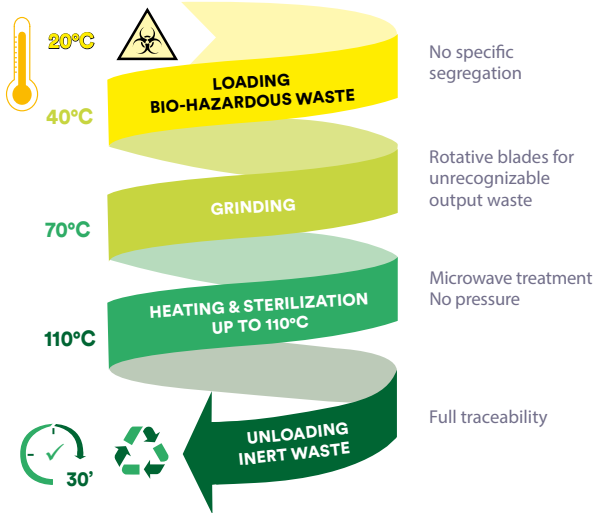 20°C
No specific
segregation
LOADING
BIO-HAZARDOUS WASTE
40°C
Rotative blades for
unrecognizable
output waste
GRINDING
70°C
Microwave treatment
No pressure
HEATING & STERILIZATION
UP TO 110°C
110°C
Full traceability
UNLOADING
INERT WASTE
30'